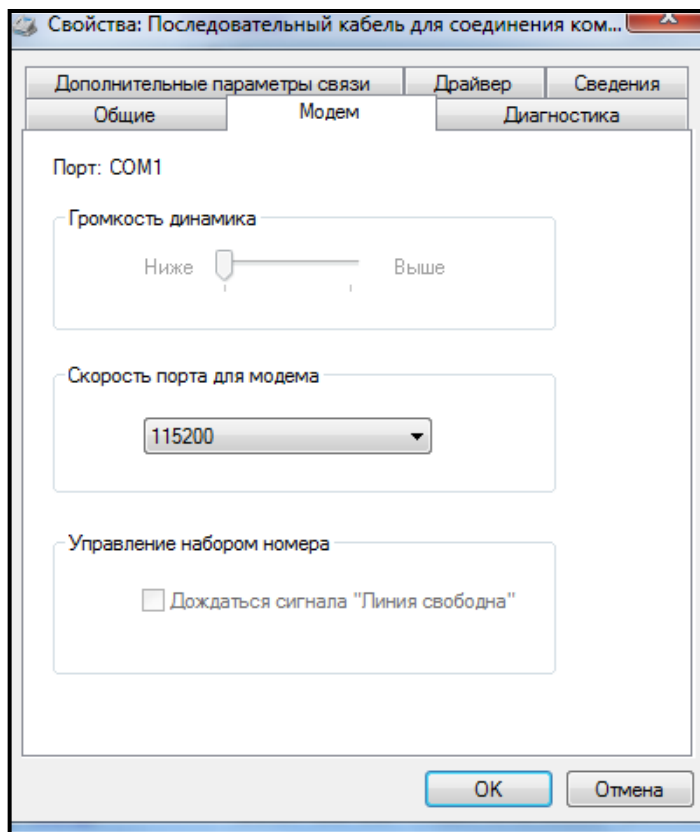 Свойства: Последовательный кабель для соединения ком...
Дополнительные параметры связи Драйвер Сведения
Общие Модем Диагностика
Порт: COM1
Громкость динамика
Ниже Выше
Скорость порта для модема
115200
Управление набором номера
Дождаться сигнала "Линия свободна"
OK Отмена